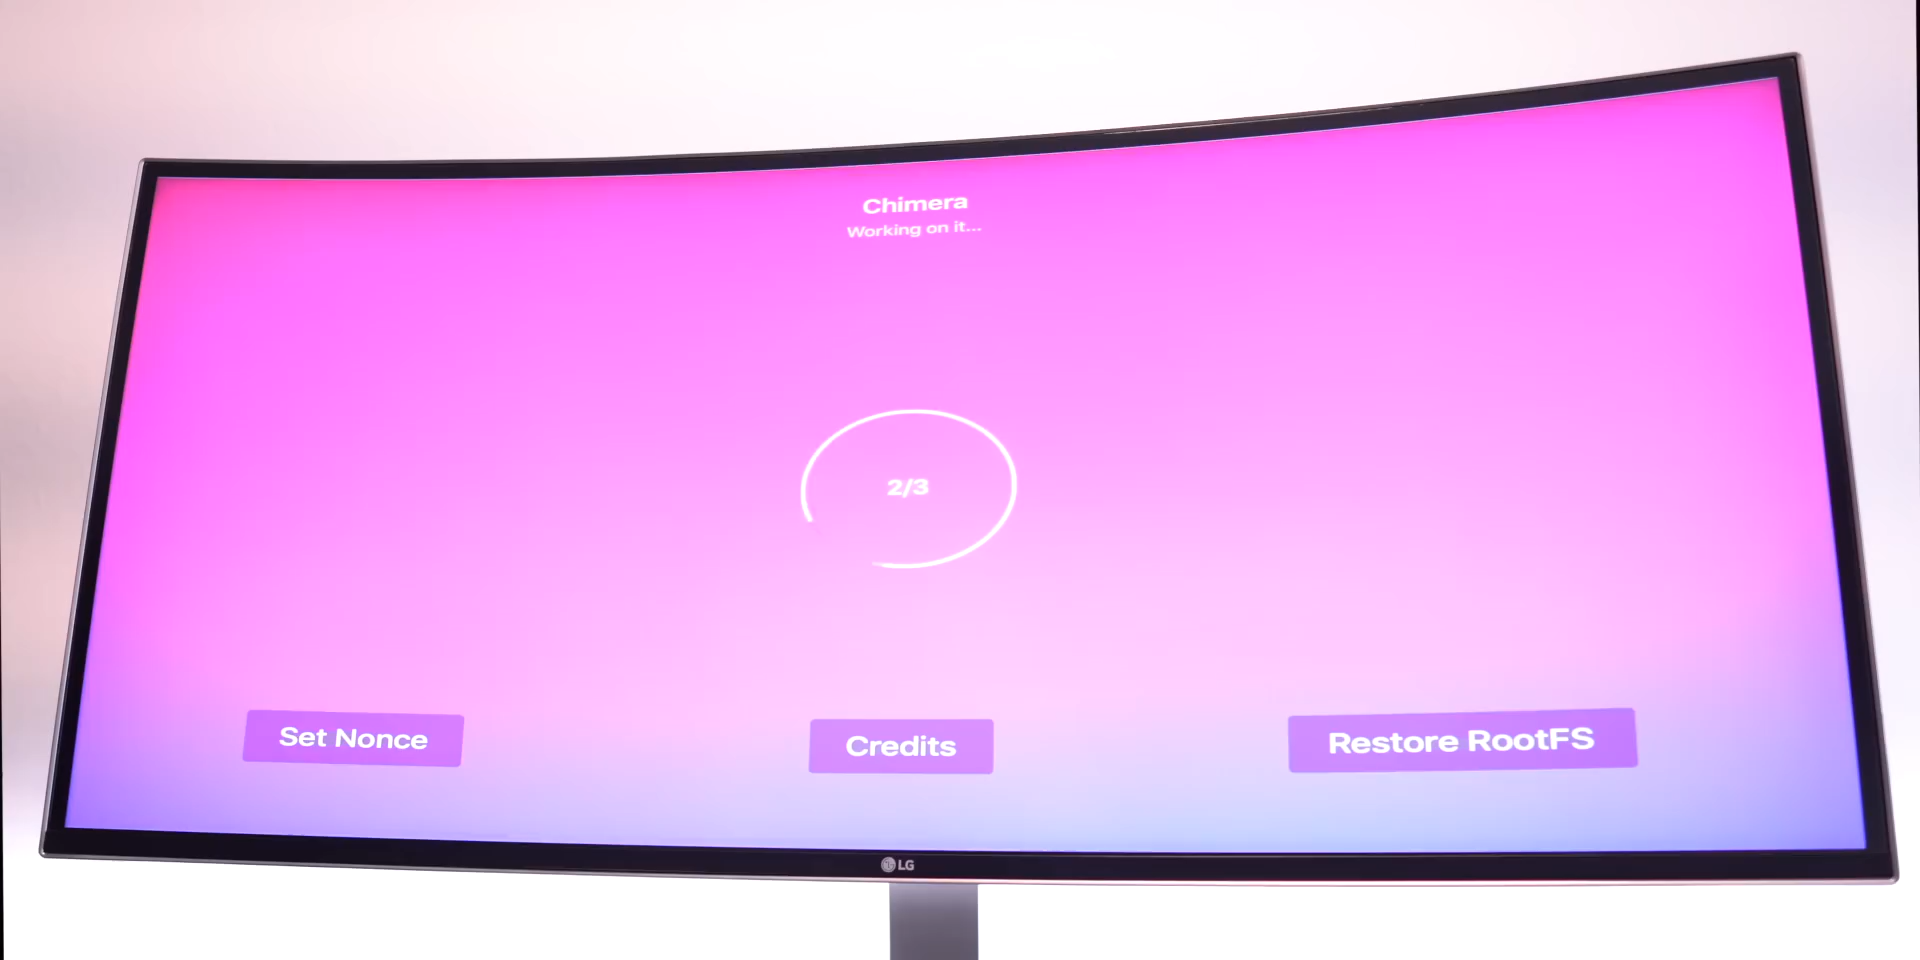 Chimera
Working on it...
2/3
Set Nonce
Credits
Restore RootFS
LG